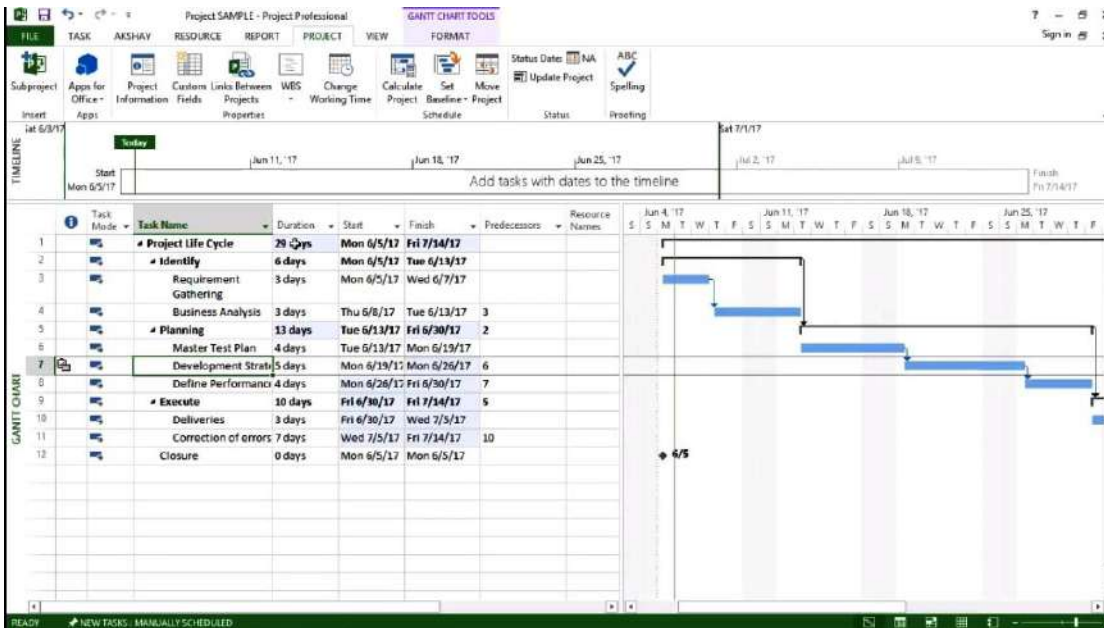 Project SAMPLE - Project Professional
GANTT CHART TOOLS
? Sign in
FILE TASK AKSHAY RESOURCE REPORT PROJECT VIEW FORMAT
Subproject
Apps for Office
Project Information
Custom Fields
Links Between Projects
WBS
Change Working Time
Calculate Project
Set Baseline
Move Project
Status Date: NA
Update Project
ABC
Spelling
Insert Apps Properties Schedule Status Proofing
TIMELINE
Sat 7/1/17
Today
Jun 11, '17 Jun 18, '17 Jun 25, '17 Jul 2, '17 Jul 9, '17
Start
Mon 6/5/17
Add tasks with dates to the timeline
Finish
Fri 7/14/17
Task Mode Task Name Duration Start Finish Predecessors Resource Names
Jun 4, '17 Jun 11, '17 Jun 18, '17 Jun 25, '17
S S M T W T F S S M T W T F S S M T W T F S S M T W T F
1 Project Life Cycle 29 days Mon 6/5/17 Fri 7/14/17
2 Identify 6 days Mon 6/5/17 Tue 6/13/17
3 Requirement Gathering 3 days Mon 6/5/17 Wed 6/7/17
4 Business Analysis 3 days Thu 6/8/17 Tue 6/13/17 3
5 Planning 13 days Tue 6/13/17 Fri 6/30/17 2
6 Master Test Plan 4 days Tue 6/13/17 Mon 6/19/17
7 Development Strate 5 days Mon 6/19/17 Mon 6/26/17 6
8 Define Performanc 4 days Mon 6/26/17 Fri 6/30/17 7
9 Execute 10 days Fri 6/30/17 Fri 7/14/17 5
10 Deliveries 3 days Fri 6/30/17 Wed 7/5/17
11 Correction of errors 7 days Wed 7/5/17 Fri 7/14/17 10
12 Closure 0 days Mon 6/5/17 Mon 6/5/17
6/5
GANTT CHART
READY NEW TASKS : MANUALLY SCHEDULED